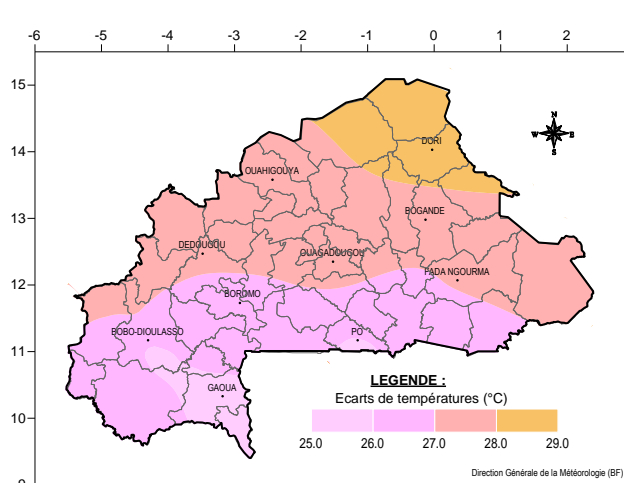 -6 -5 -4 -3 -2 -1 0 1 2
15
N
W E
S
14
DORI
OUAHIGOUYA
13
BOGANDE
DEDOUGOU
OUAGADOUGOU
FADA NGOURMA
12
BOROMO
BOBO-DIOULASSO
PO
11
LEGENDE :
Ecarts de températures (°C)
GAOUA
10
25.0 26.0 27.0 28.0 29.0
Direction Générale de la Météorologie (BF)
9